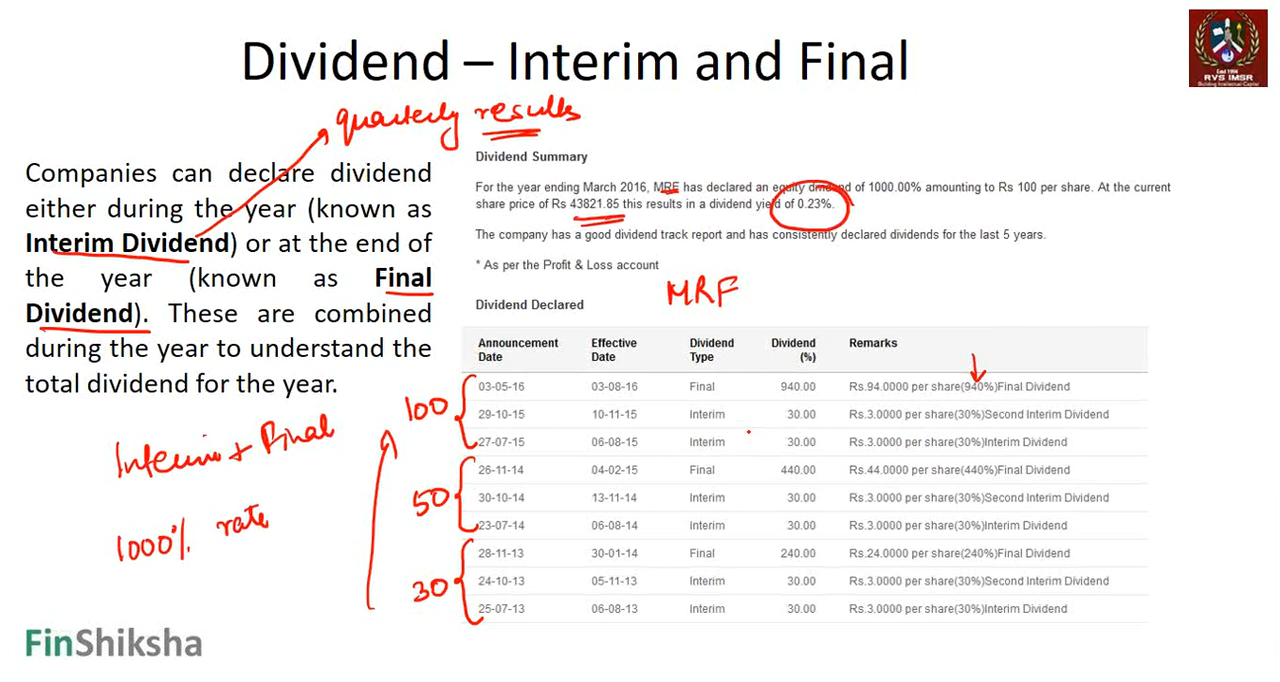 Dividend – Interim and Final
Estd 1994
RVS IMSR
Building Intellectual Capital
quarterly results
Companies can declare dividend
either during the year (known as
Interim Dividend) or at the end of
the year (known as Final
Dividend). These are combined
during the year to understand the
total dividend for the year.
Interim + Final
1000% rate
Dividend Summary
For the year ending March 2016, MRF has declared an equity dividend of 1000.00% amounting to Rs 100 per share. At the current
share price of Rs 43821.85 this results in a dividend yield of 0.23%.
The company has a good dividend track report and has consistently declared dividends for the last 5 years.
* As per the Profit & Loss account
MRF
Dividend Declared
Announcement Date Effective Date Dividend Type Dividend (%) Remarks
03-05-16 03-08-16 Final 940.00 Rs.94.0000 per share(940%)Final Dividend
100
29-10-15 10-11-15 Interim 30.00 Rs.3.0000 per share(30%)Second Interim Dividend
27-07-15 06-08-15 Interim 30.00 Rs.3.0000 per share(30%)Interim Dividend
26-11-14 04-02-15 Final 440.00 Rs.44.0000 per share(440%)Final Dividend
50
30-10-14 13-11-14 Interim 30.00 Rs.3.0000 per share(30%)Second Interim Dividend
23-07-14 06-08-14 Interim 30.00 Rs.3.0000 per share(30%)Interim Dividend
28-11-13 30-01-14 Final 240.00 Rs.24.0000 per share(240%)Final Dividend
30
24-10-13 05-11-13 Interim 30.00 Rs.3.0000 per share(30%)Second Interim Dividend
25-07-13 06-08-13 Interim 30.00 Rs.3.0000 per share(30%)Interim Dividend
FinShiksha